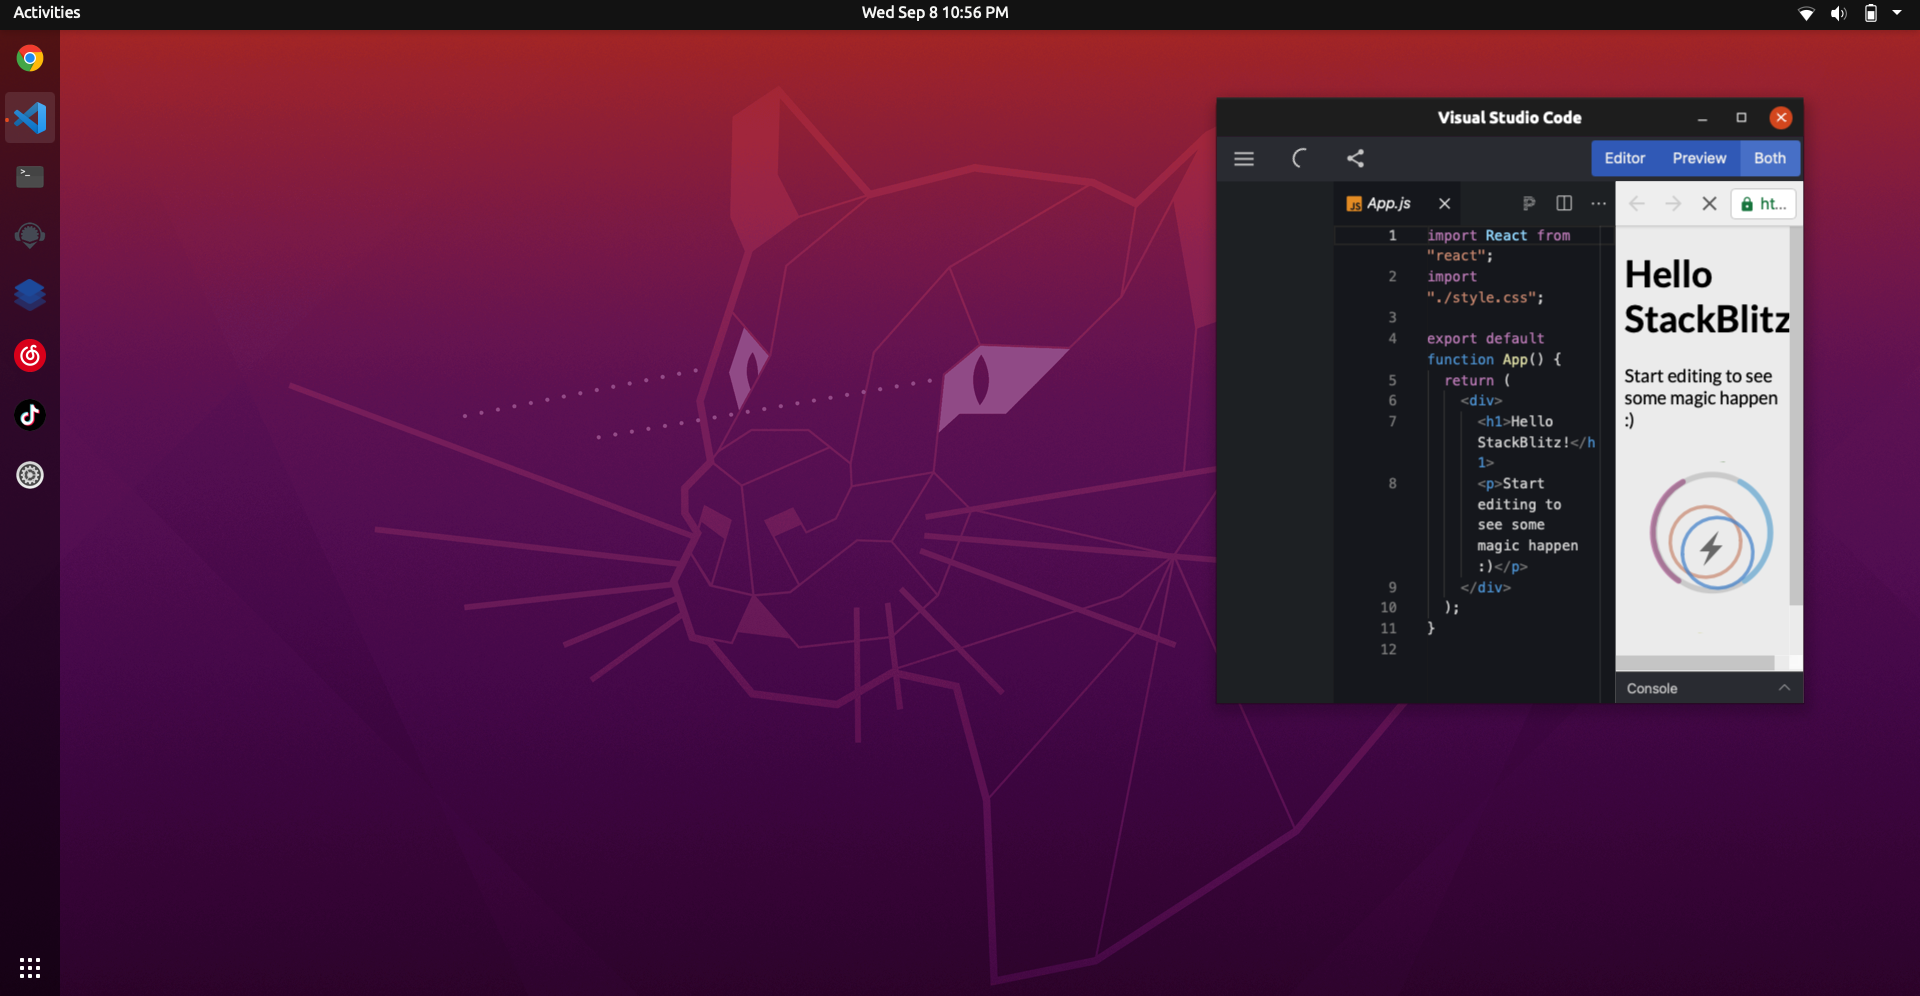 Activities
Wed Sep 8 10:56 PM
Visual Studio Code
Editor Preview Both
JS App.js
ht...
1 import React from
"react";
2 import
"./style.css";
3
4 export default
function App() {
5 return (
6 <div>
7 <h1>Hello
StackBlitz!</h
1>
8 <p>Start
editing to
see some
magic happen
:)</p>
9 </div>
10 );
11 }
12
Hello
StackBlitz
Start editing to see
some magic happen
:)
Console